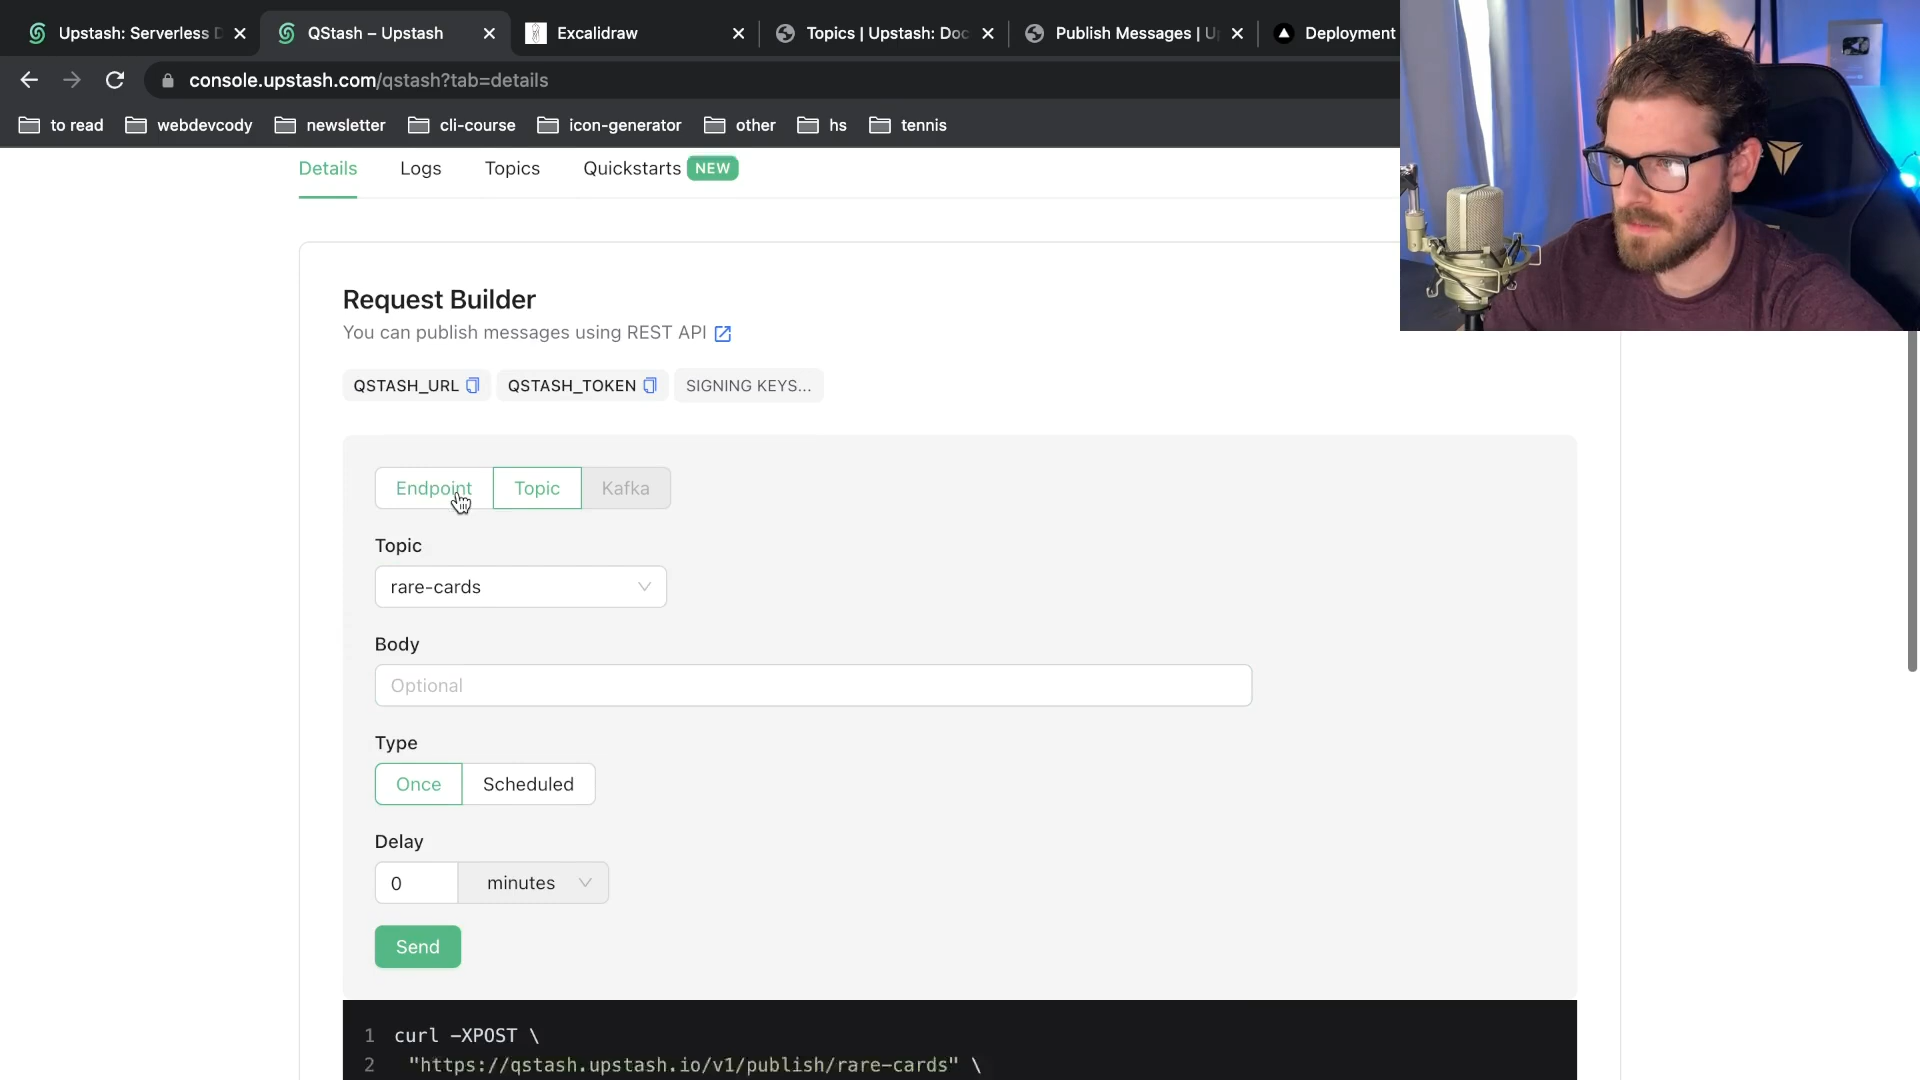 Upstash: Serverless D
QStash – Upstash
Excalidraw
Topics | Upstash: Doc
Publish Messages | U
Deployment
console.upstash.com/qstash?tab=details
to read
webdevcody
newsletter
cli-course
icon-generator
other
hs
tennis
Details
Logs
Topics
Quickstarts NEW
Request Builder
You can publish messages using REST API
QSTASH_URL
QSTASH_TOKEN
SIGNING KEYS...
Endpoint
Topic
Kafka
Topic
rare-cards
Body
Optional
Type
Once
Scheduled
Delay
0
minutes
Send
1 curl -XPOST \
2 "https://qstash.upstash.io/v1/publish/rare-cards" \